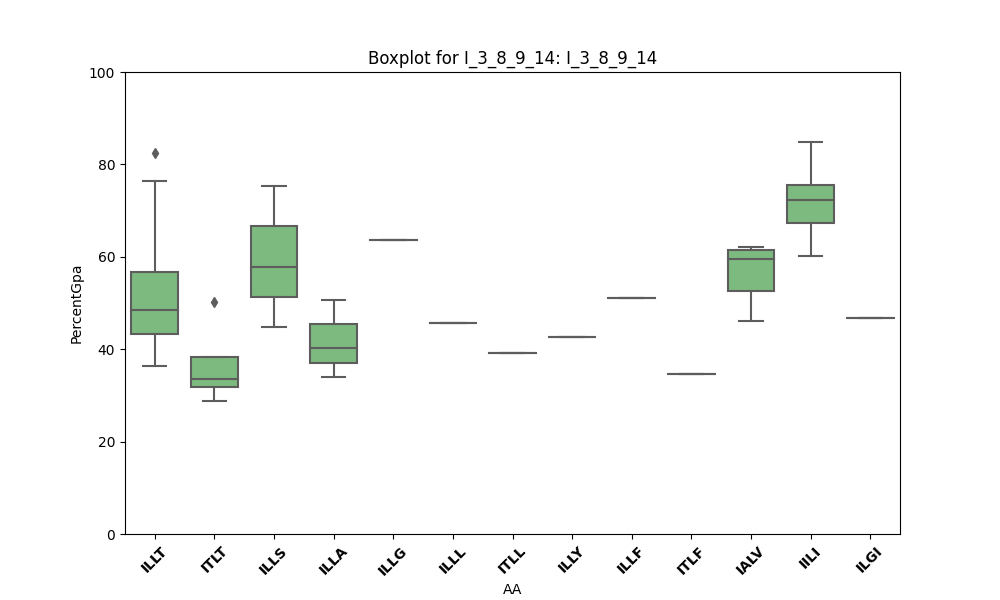 Boxplot for I_3_8_9_14: I_3_8_9_14
100
80
60
40
20
0
PercentGpa
ILLT ITLT ILLS ILLA ILLG ILLL ITLL ILLY ILLF ITLF IALV IILI ILGI
AA